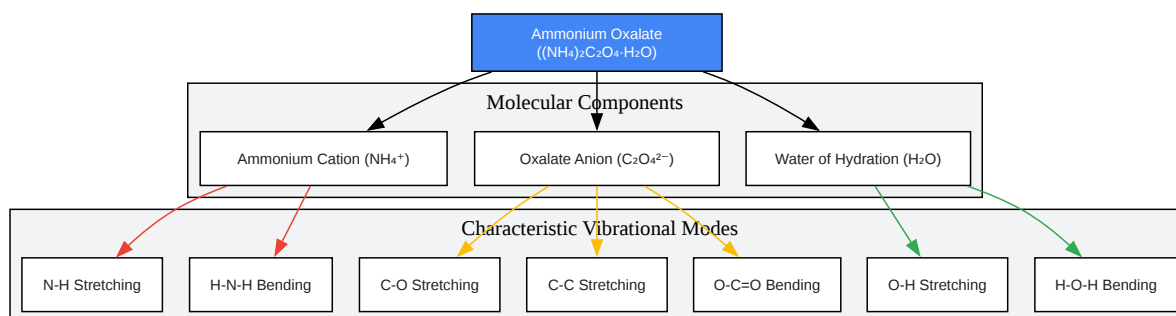 Ammonium Oxalate
((NH₄)₂C₂O₄·H₂O)
Molecular Components
Ammonium Cation (NH₄⁺)
Oxalate Anion (C₂O₄²⁻)
Water of Hydration (H₂O)
Characteristic Vibrational Modes
N-H Stretching
H-N-H Bending
C-O Stretching
C-C Stretching
O-C=O Bending
O-H Stretching
H-O-H Bending